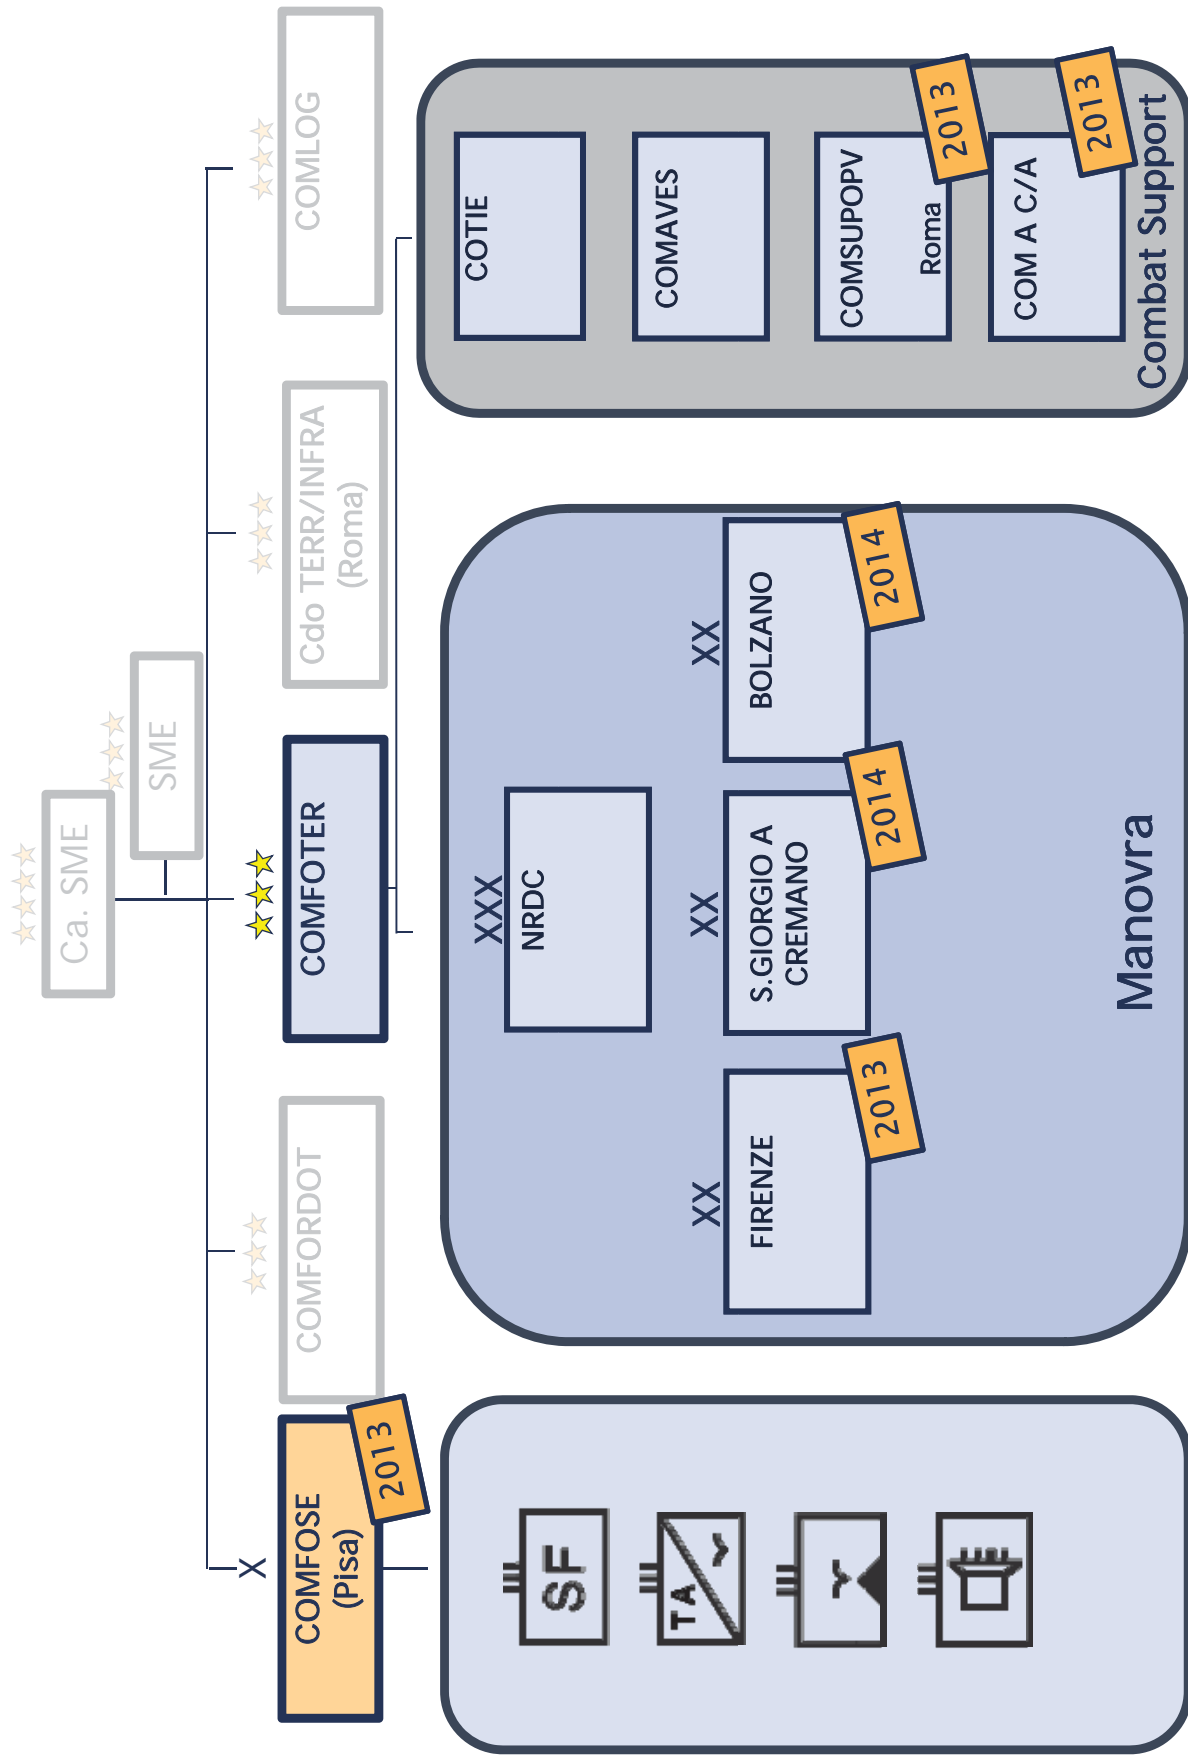 Ca. SME
SME
X
COMFOSE
(Pisa)
2013
COMFORDOT
COMFOTER
Cdo TERR/INFRA
(Roma)
COMLOG
SF
TA
XXX
NRDC
XX
FIRENZE
2013
XX
S.GIORGIO A
CREMANO
2014
XX
BOLZANO
2014
Manovra
COTIE
COMAVES
COMSUPOPV
Roma
2013
COM A C/A
2013
Combat Support